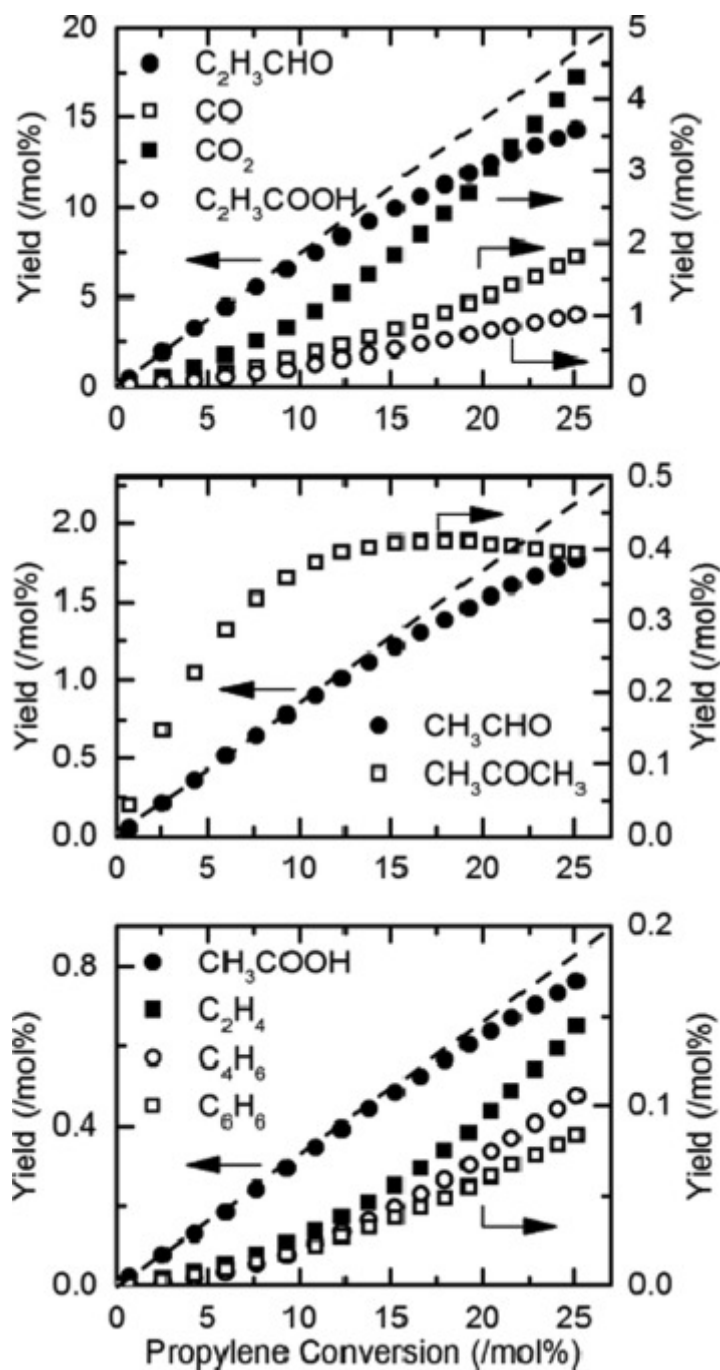 20
15
10
5
0
Yield (/mol%)
C₂H₃CHO
CO
CO₂
C₂H₃COOH
5
4
3
2
1
0
Yield (/mol%)
0 5 10 15 20 25
2.0
1.5
1.0
0.5
0.0
Yield (/mol%)
CH₃CHO
CH₃COCH₃
0.5
0.4
0.3
0.2
0.1
0.0
Yield (/mol%)
0 5 10 15 20 25
0.8
0.4
0.0
Yield (/mol%)
CH₃COOH
C₂H₄
C₄H₆
C₆H₆
0.2
0.1
0.0
Yield (/mol%)
0 5 10 15 20 25
Propylene Conversion (/mol%)